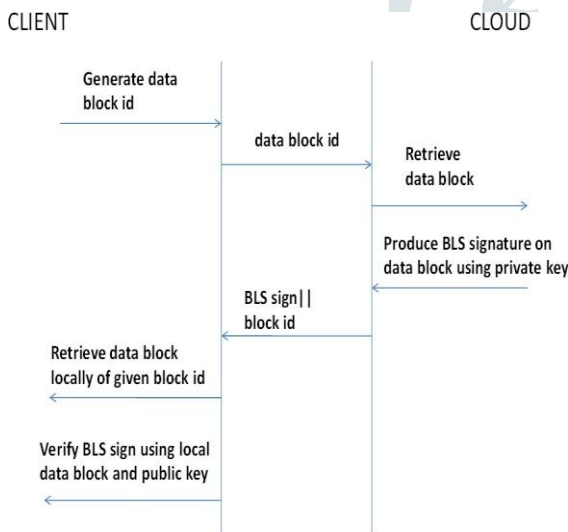 CLIENT
CLOUD
Generate data
block id
data block id
Retrieve
data block
Produce BLS signature on
data block using private key
BLS sign||
block id
Retrieve data block
locally of given block id
Verify BLS sign using local
data block and public key